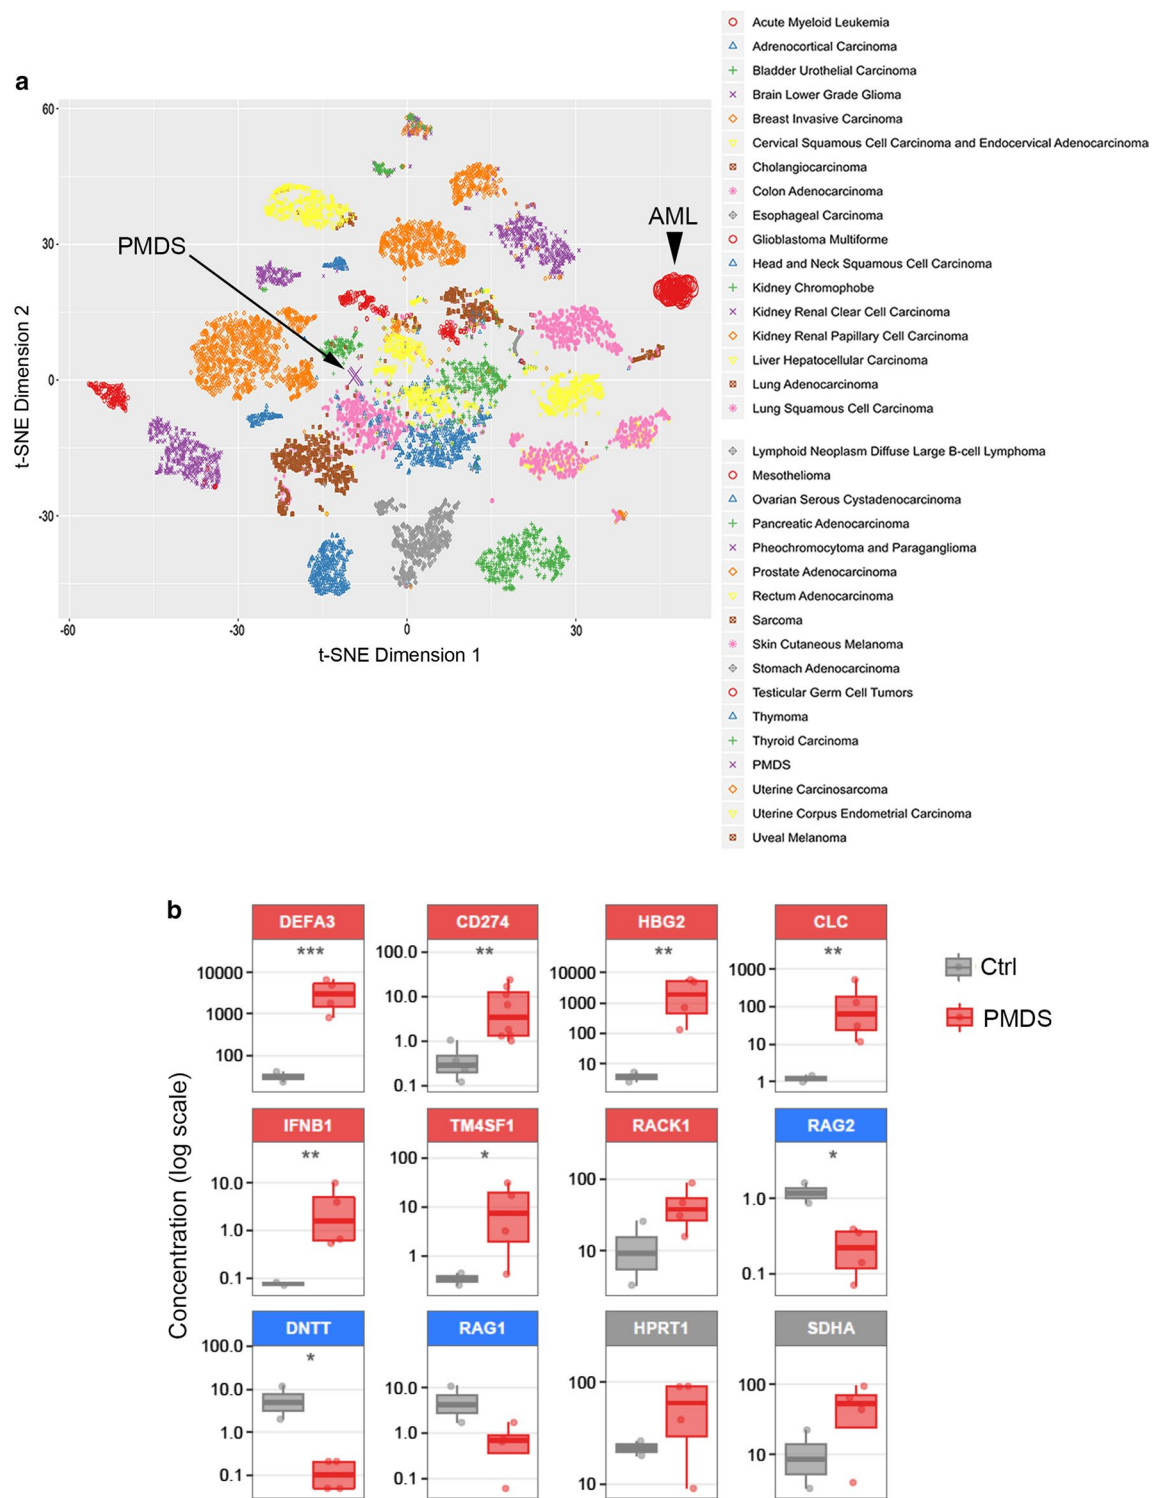 a
60
30
0
-30
-60
-30
0
30
t-SNE Dimension 2
t-SNE Dimension 1
PMDS
AML
Acute Myeloid Leukemia
Adrenocortical Carcinoma
Bladder Urothelial Carcinoma
Brain Lower Grade Glioma
Breast Invasive Carcinoma
Cervical Squamous Cell Carcinoma and Endocervical Adenocarcinoma
Cholangiocarcinoma
Colon Adenocarcinoma
Esophageal Carcinoma
Glioblastoma Multiforme
Head and Neck Squamous Cell Carcinoma
Kidney Chromophobe
Kidney Renal Clear Cell Carcinoma
Kidney Renal Papillary Cell Carcinoma
Liver Hepatocellular Carcinoma
Lung Adenocarcinoma
Lung Squamous Cell Carcinoma
Lymphoid Neoplasm Diffuse Large B-cell Lymphoma
Mesothelioma
Ovarian Serous Cystadenocarcinoma
Pancreatic Adenocarcinoma
Pheochromocytoma and Paraganglioma
Prostate Adenocarcinoma
Rectum Adenocarcinoma
Sarcoma
Skin Cutaneous Melanoma
Stomach Adenocarcinoma
Testicular Germ Cell Tumors
Thymoma
Thyroid Carcinoma
PMDS
Uterine Carcinosarcoma
Uterine Corpus Endometrial Carcinoma
Uveal Melanoma
b
Concentration (log scale)
DEFA3
***
10000
1000
100
CD274
**
100.0
10.0
1.0
0.1
HBG2
**
10000
1000
100
10
CLC
**
1000
100
10
1
Ctrl
PMDS
IFNB1
**
10.0
1.0
0.1
TM4SF1
*
100
10
1
RACK1
100
10
RAG2
*
1.0
0.1
DNTT
*
100.0
10.0
1.0
0.1
RAG1
10.0
1.0
0.1
HPRT1
100
10
SDHA
100
10